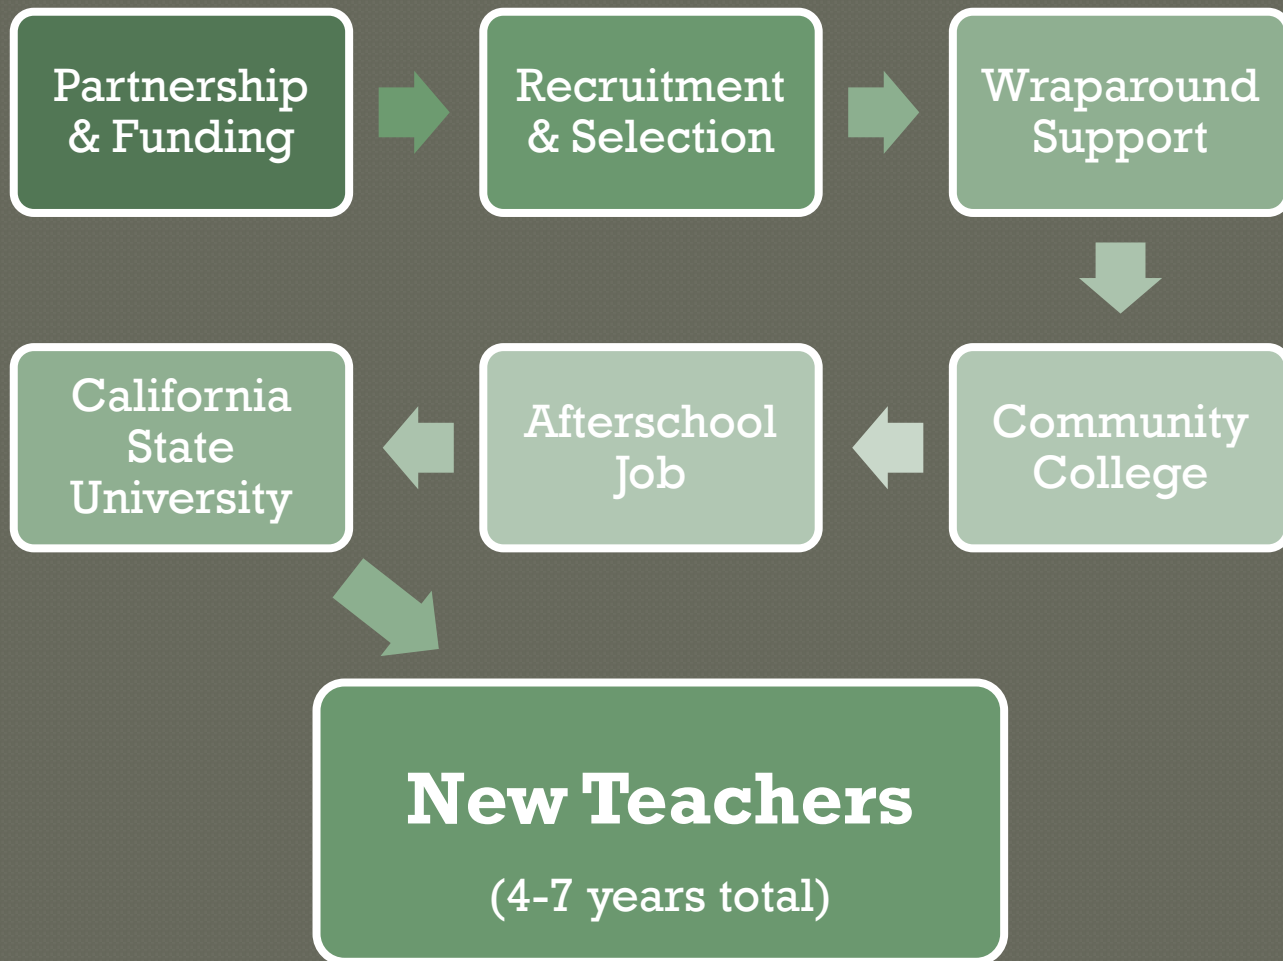 Partnership
& Funding
Recruitment
& Selection
Wraparound
Support
Community
College
Afterschool
Job
California
State
University
New Teachers
(4-7 years total)